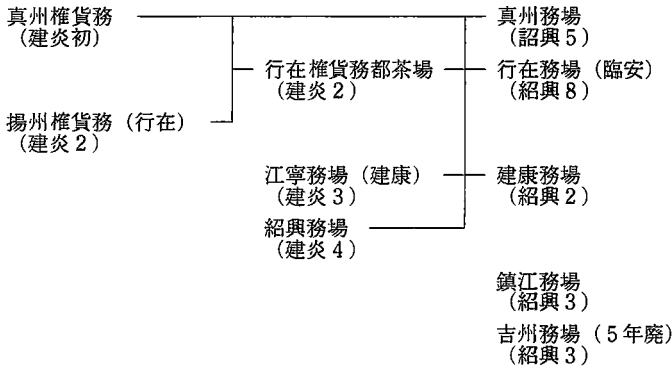 真州榷貨務
(建炎初)
真州務場
(詔興5)
行在榷貨務都茶場
(建炎2)
行在務場(臨安)
(紹興8)
揚州榷貨務(行在)
(建炎2)
江寧務場(建康)
(建炎3)
建康務場
(紹興2)
紹興務場
(建炎4)
鎮江務場
(紹興3)
吉州務場(5年廃)
(紹興3)